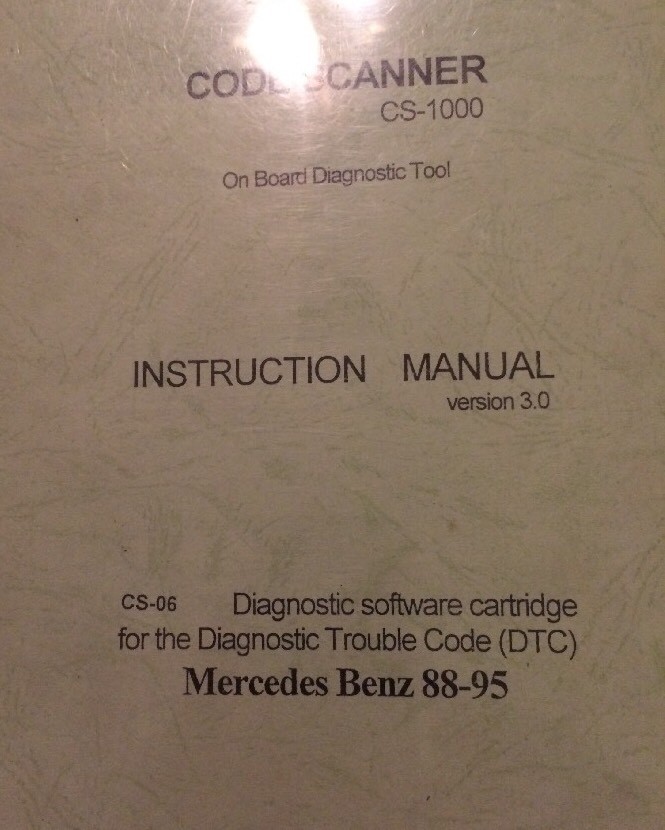 CODE SCANNER
CS-1000
On Board Diagnostic Tool
INSTRUCTION MANUAL
version 3.0
CS-06 Diagnostic software cartridge
for the Diagnostic Trouble Code (DTC)
Mercedes Benz 88-95